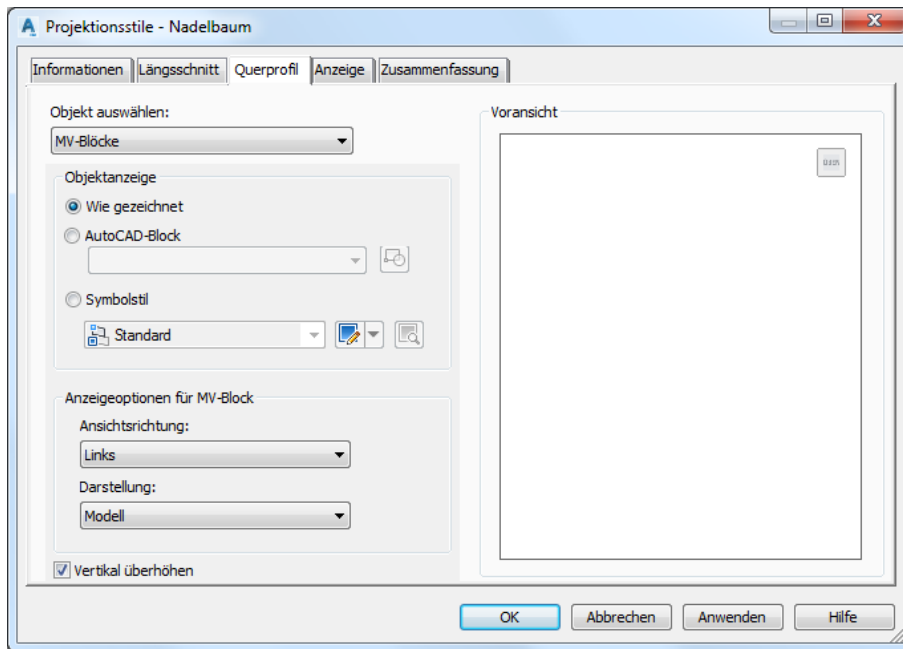 Projektionsstile - Nadelbaum
Informationen Längsschnitt Querprofil Anzeige Zusammenfassung
Objekt auswählen:
MV-Blöcke
Objektanzeige
Wie gezeichnet
AutoCAD-Block
Symbolstil
Standard
Anzeigeoptionen für MV-Block
Ansichtsrichtung:
Links
Darstellung:
Modell
Vertikal überhöhen
Voransicht
OK Abbrechen Anwenden Hilfe